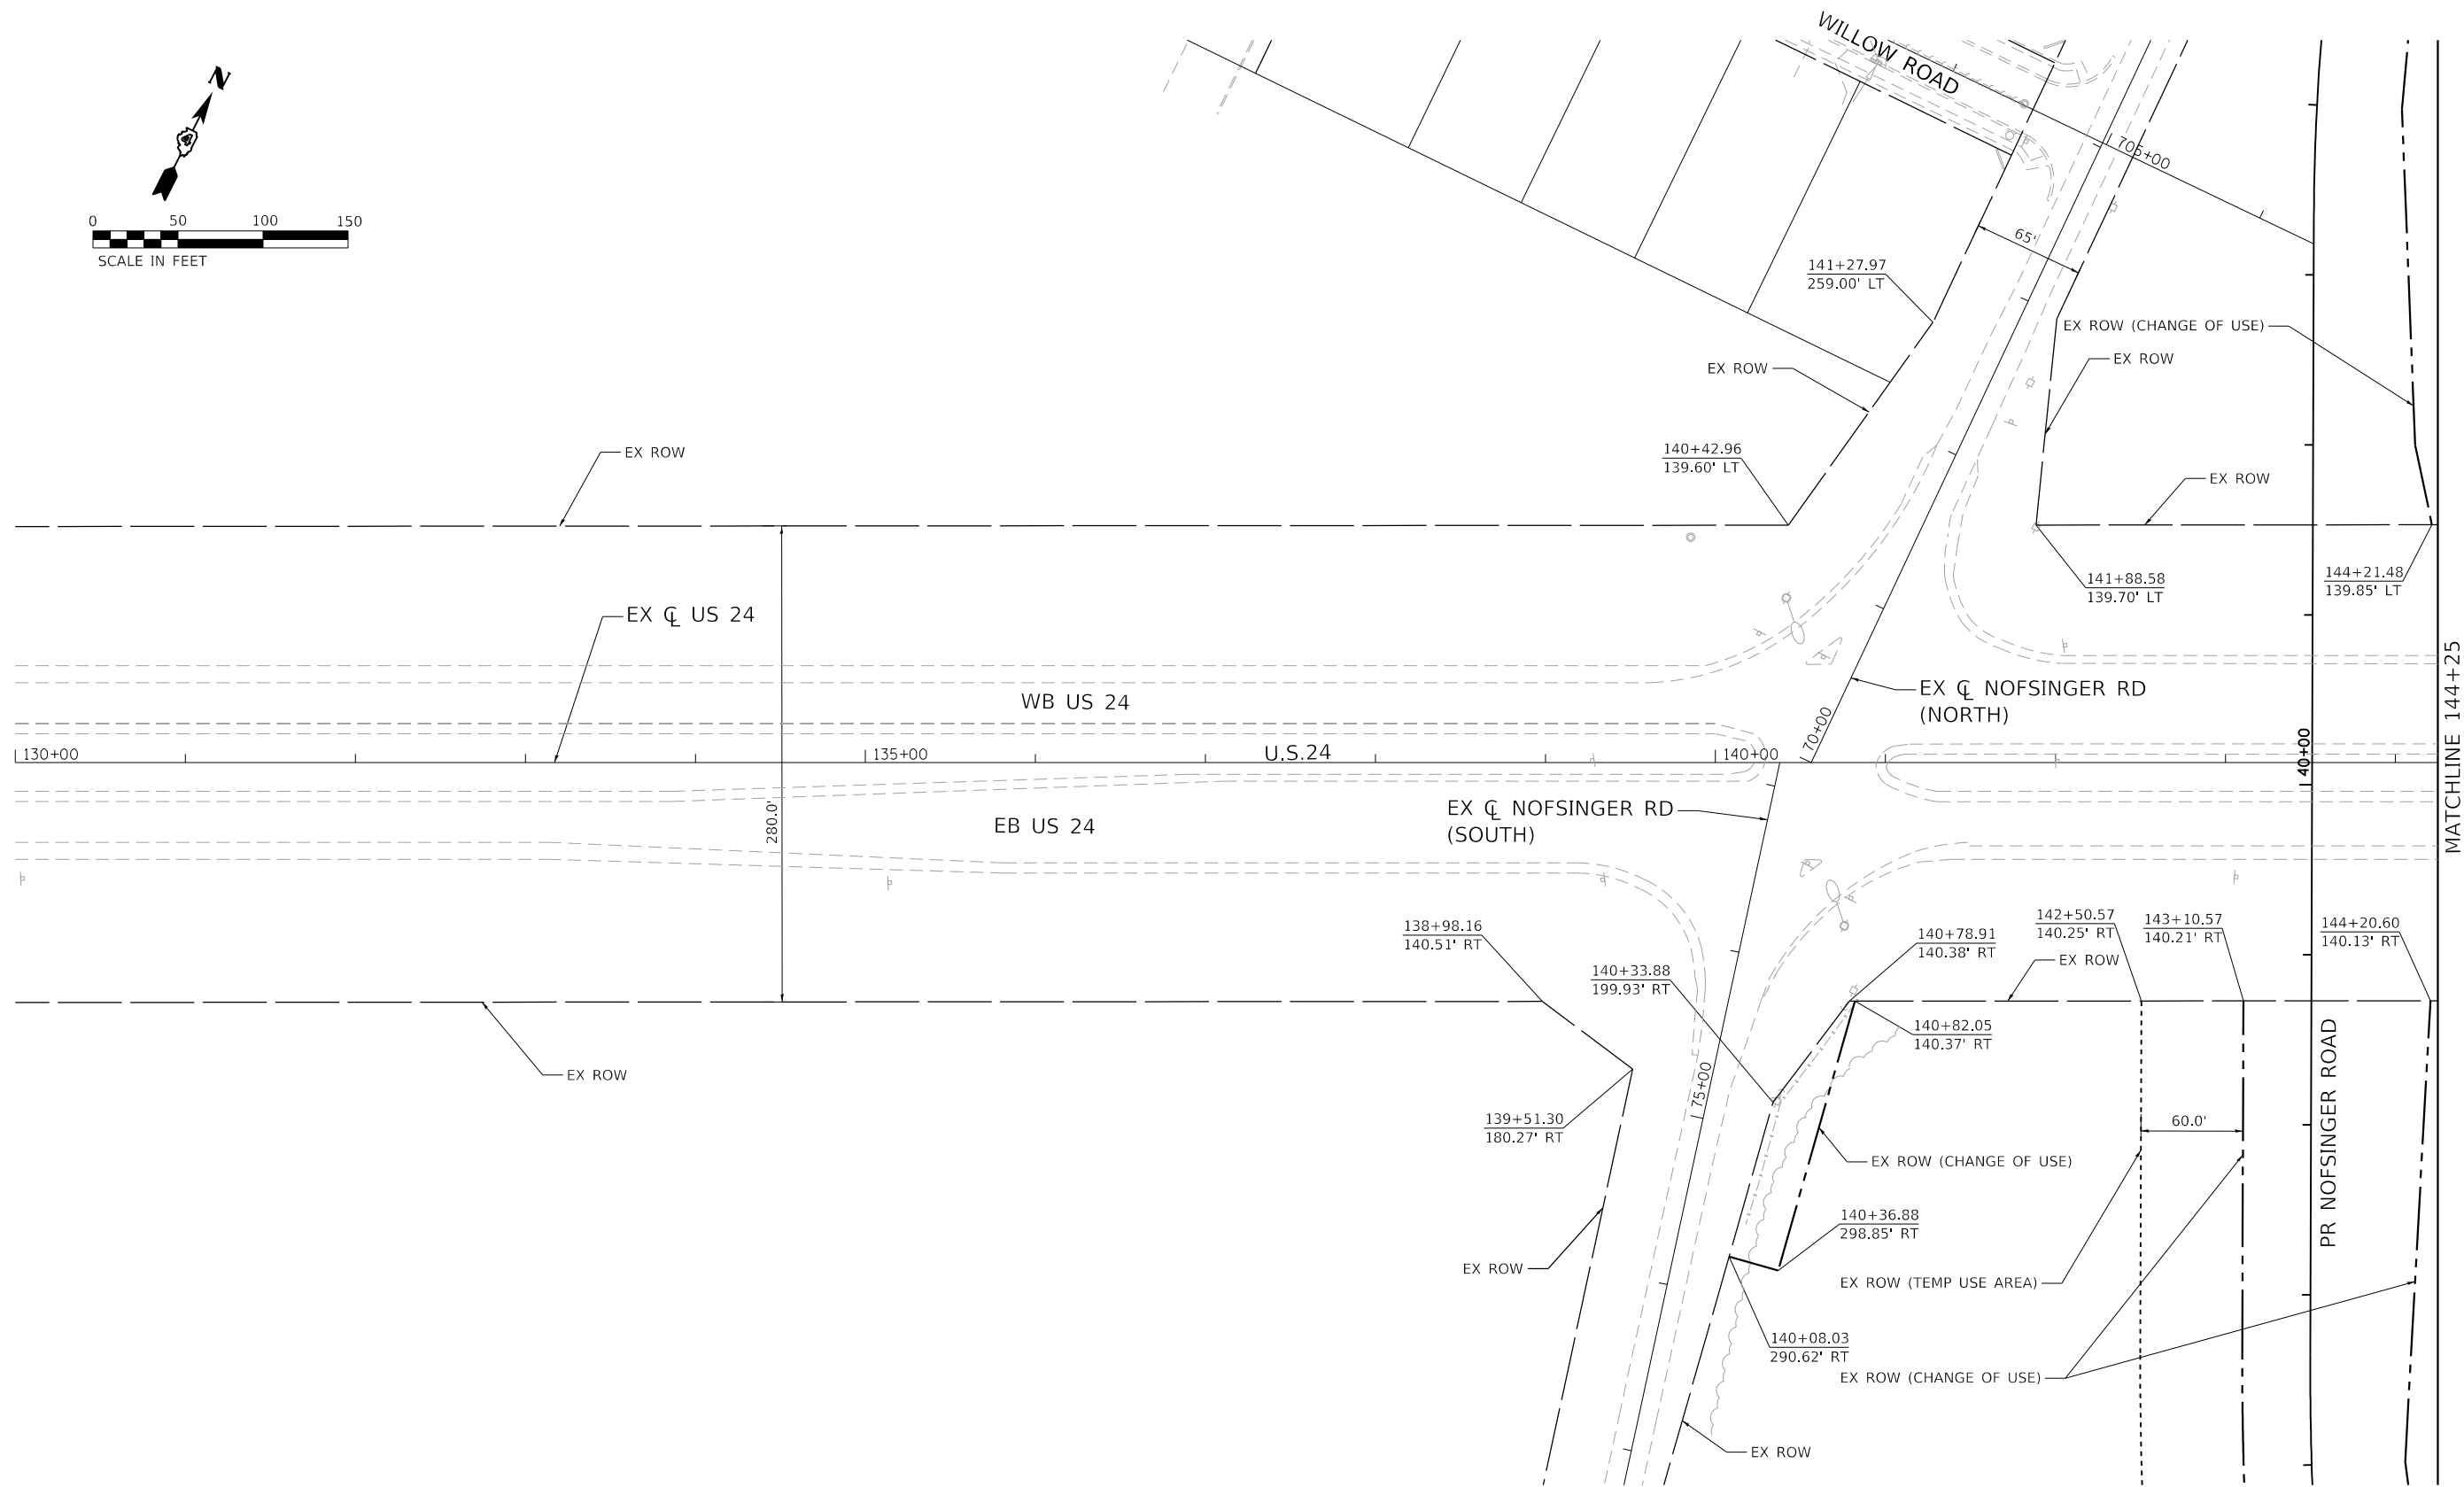 WILLOW ROAD
N
0 50 100 150
SCALE IN FEET
705+00
65'
141+27.97
259.00' LT
EX ROW (CHANGE OF USE)
EX ROW
EX ROW
140+42.96
139.60' LT
EX ROW
EX ROW
141+88.58
139.70' LT
144+21.48
139.85' LT
EX ℄ US 24
MATCHLINE 144+25
EX ℄ NOFSINGER RD
(NORTH)
WB US 24
70+00
130+00
135+00
U.S.24
140+00
40+00
280.0'
EX ℄ NOFSINGER RD
(SOUTH)
EB US 24
138+98.16
140.51' RT
140+33.88
199.93' RT
140+78.91
140.38' RT
142+50.57
140.25' RT
143+10.57
140.21' RT
144+20.60
140.13' RT
EX ROW
140+82.05
140.37' RT
EX ROW
75+00
139+51.30
180.27' RT
60.0'
PR NOFSINGER ROAD
EX ROW (CHANGE OF USE)
140+36.88
298.85' RT
EX ROW
EX ROW (TEMP USE AREA)
140+08.03
290.62' RT
EX ROW (CHANGE OF USE)
EX ROW